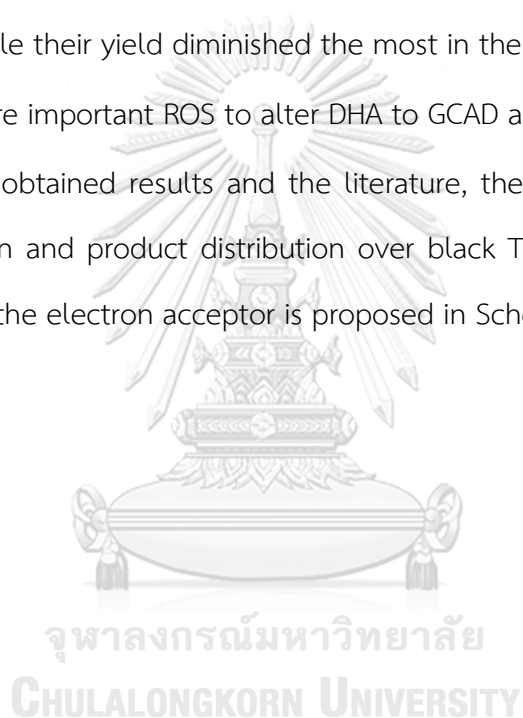 le their yield diminished the most in the
re important ROS to alter DHA to GCAD a
obtained results and the literature, the
n and product distribution over black T
the electron acceptor is proposed in Sch
จุฬาลงกรณ์มหาวิทยาลัย
CHULALONGKORN UNIVERSITY